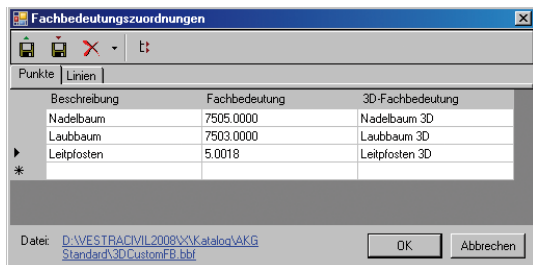 Fachbedeutungszuordnungen
Punkte Linien
Beschreibung Fachbedeutung 3D-Fachbedeutung
Nadelbaum 7505.0000 Nadelbaum 3D
Laubbaum 7503.0000 Laubbaum 3D
Leitpfosten 5.0018 Leitpfosten 3D
Datei: D:\VESTRACIVIL2008\X\Katalog\AKG
Standard\3DCustomFB.bbf
OK Abbrechen